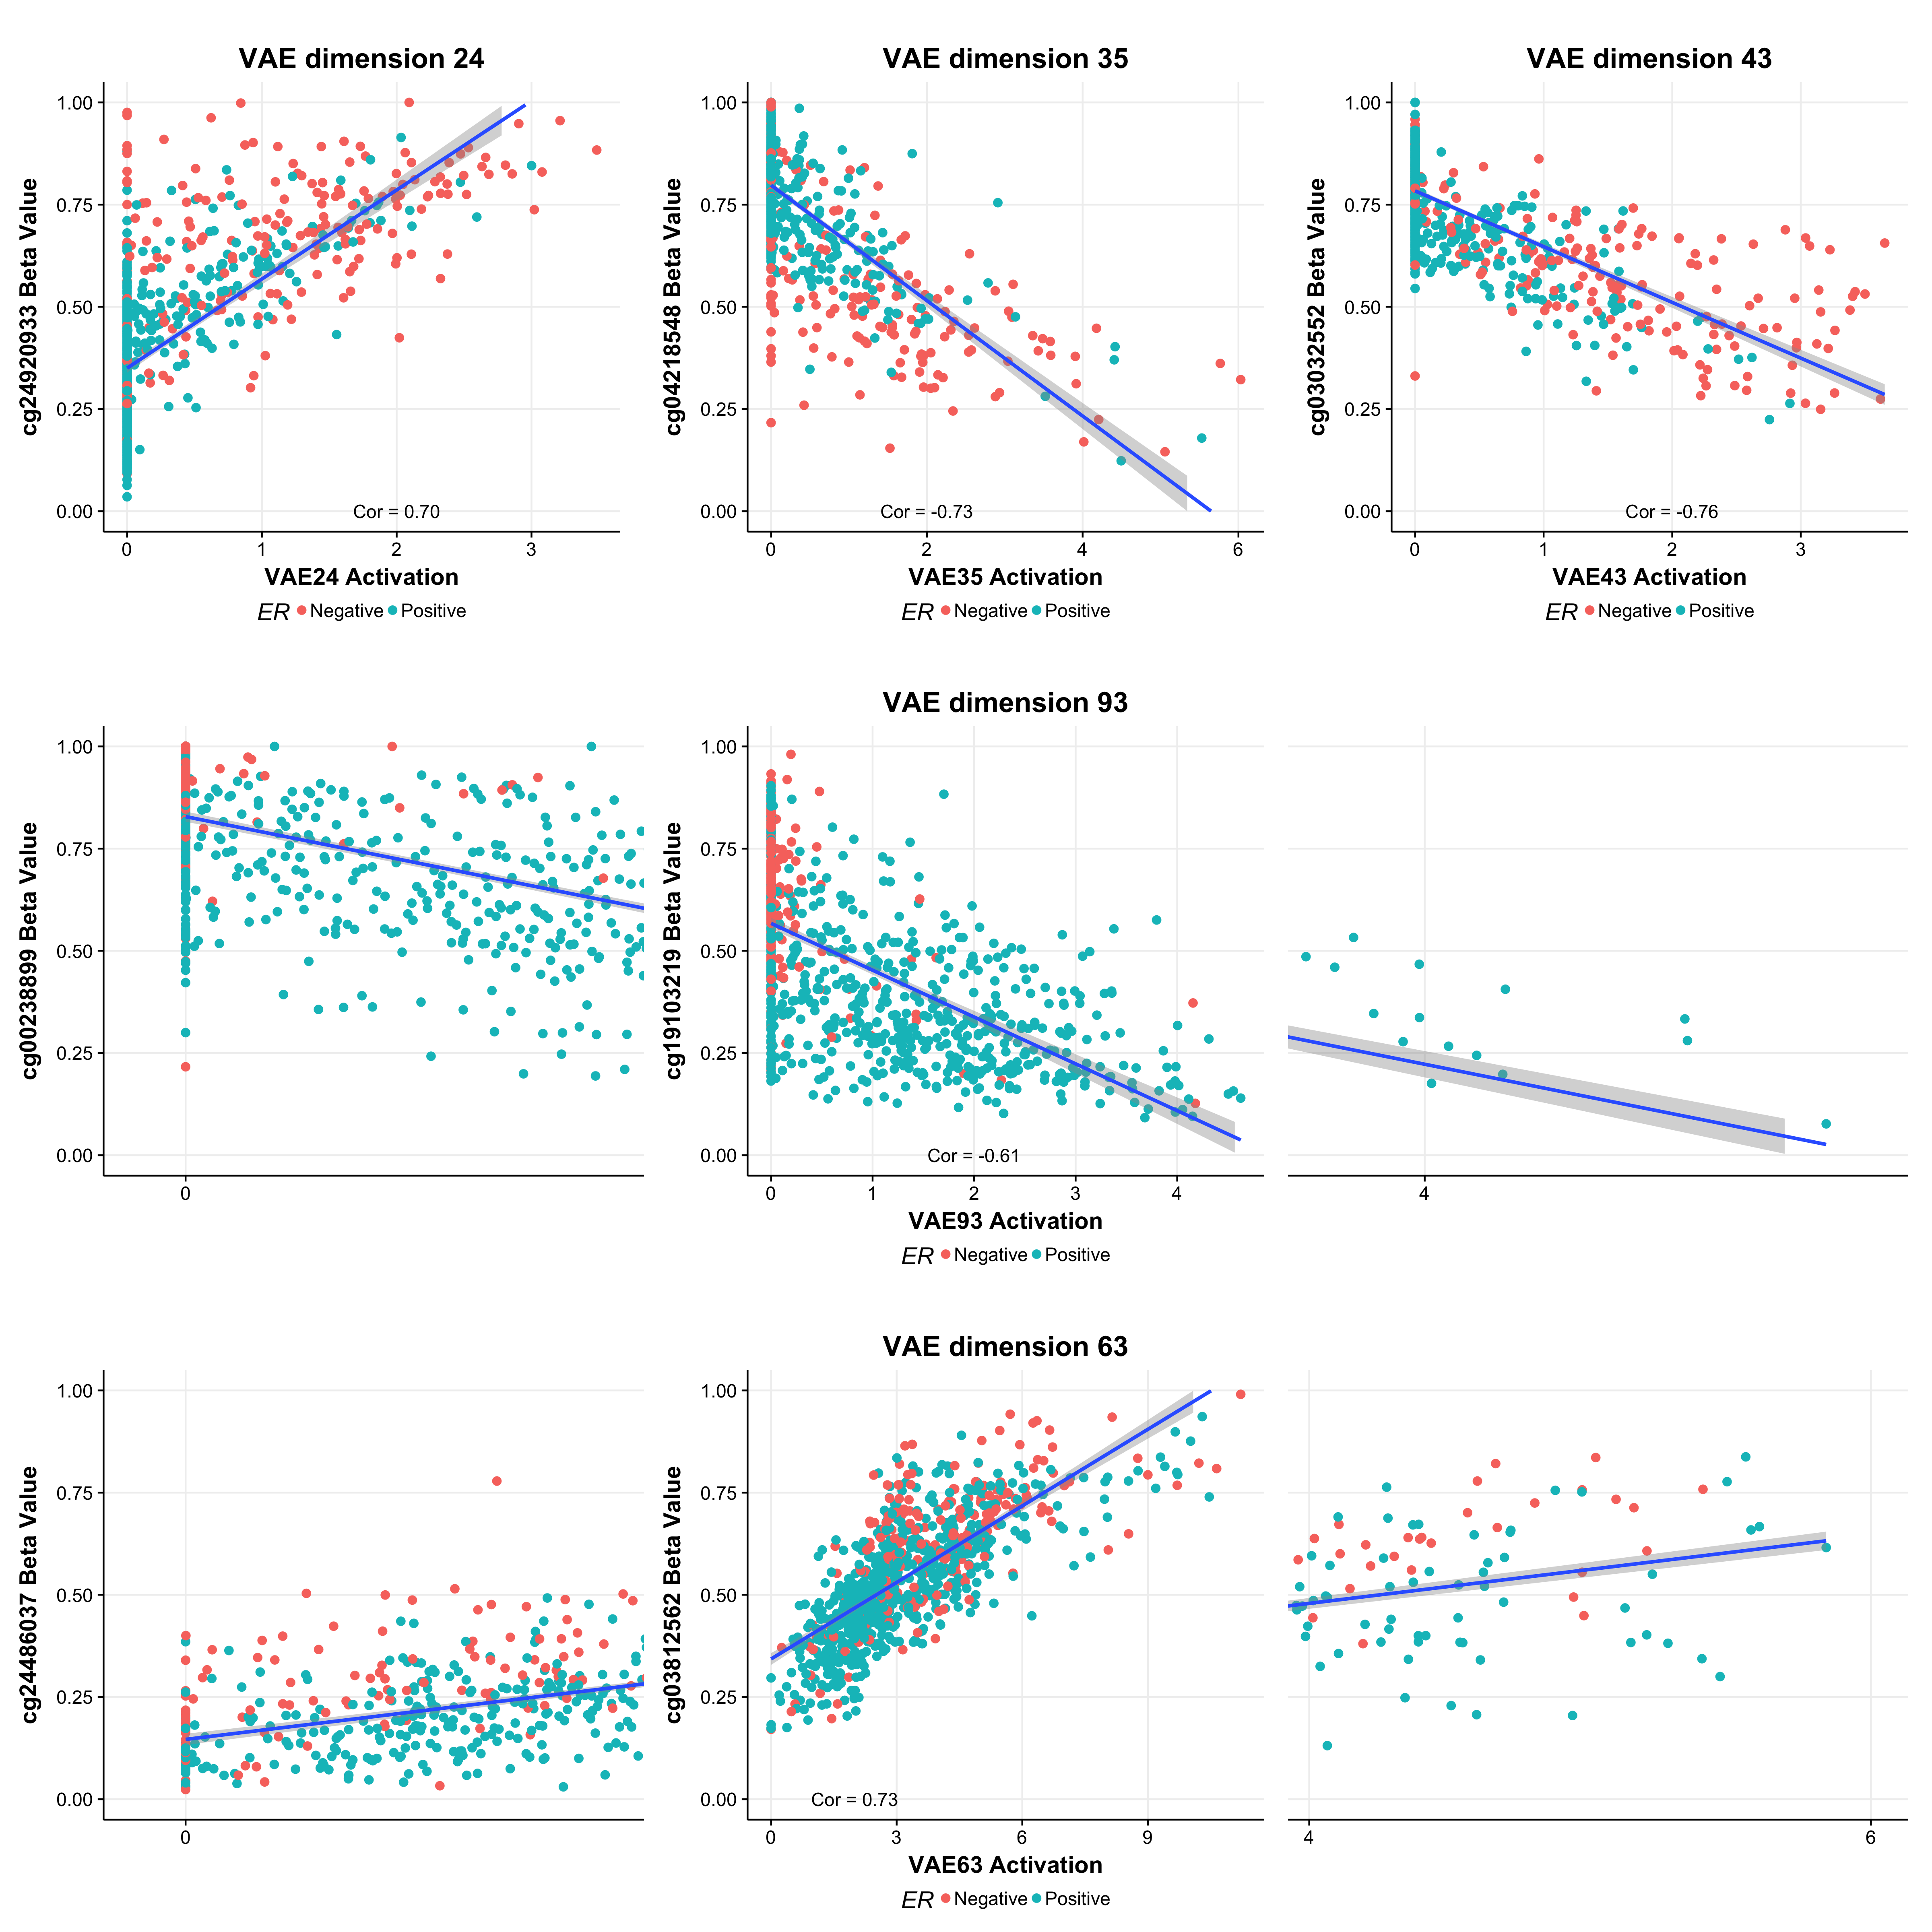 VAE dimension 24
cg24920933 Beta Value
1.00
0.75
0.50
0.25
0.00
Cor = 0.70
0 1 2 3
VAE24 Activation
ER Negative Positive
VAE dimension 35
cg04218548 Beta Value
1.00
0.75
0.50
0.25
0.00
Cor = -0.73
0 2 4 6
VAE35 Activation
ER Negative Positive
VAE dimension 43
cg03032552 Beta Value
1.00
0.75
0.50
0.25
0.00
Cor = -0.76
0 1 2 3
VAE43 Activation
ER Negative Positive
cg00238899 Beta Value
1.00
0.75
0.50
0.25
0.00
0
VAE dimension 93
cg19103219 Beta Value
1.00
0.75
0.50
0.25
0.00
Cor = -0.61
0 1 2 3 4
VAE93 Activation
ER Negative Positive
4
cg24486037 Beta Value
1.00
0.75
0.50
0.25
0.00
0
VAE dimension 63
cg03812562 Beta Value
1.00
0.75
0.50
0.25
0.00
Cor = 0.73
0 3 6 9
VAE63 Activation
ER Negative Positive
4 6